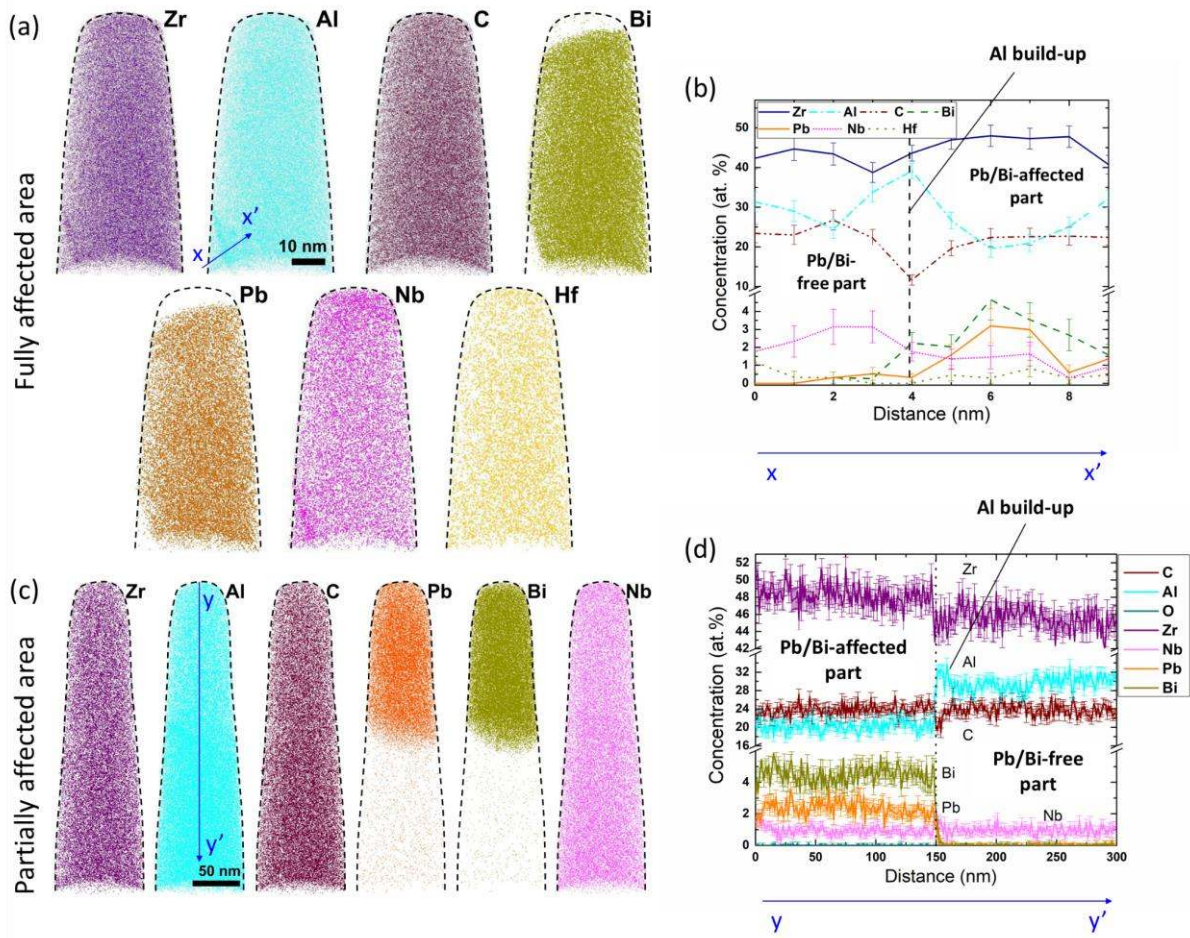 (a)
Fully affected area
Zr
Al
C
Bi
x
x'
10 nm
Pb
Nb
Hf
(b)
Al build-up
Zr Al C Bi
Pb Nb Hf
Concentration (at. %)
50
40
30
20
10
4
3
2
1
0
Pb/Bi-affected
part
Pb/Bi-
free part
0 2 4 6 8
Distance (nm)
x x'
(c)
Partially affected area
Zr
Al
C
Pb
Bi
Nb
y
y'
50 nm
(d)
Al build-up
Concentration (at.%)
52
50
48
46
44
42
32
28
24
20
16
4
2
0
Zr
Pb/Bi-affected
part
Al
C
Bi
Pb
Pb/Bi-free
part
Nb
0 50 100 150 200 250 300
Distance (nm)
C
Al
O
Zr
Nb
Pb
Bi
y y'